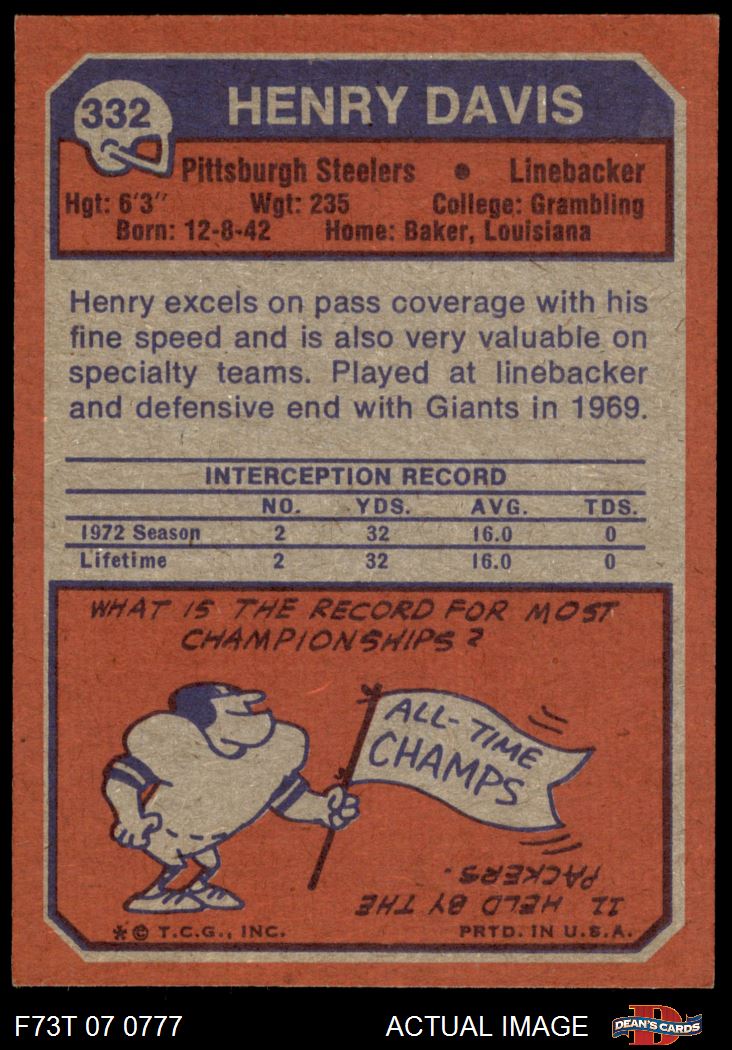 332
HENRY DAVIS
Pittsburgh Steelers • Linebacker
Hgt: 6'3" Wgt: 235 College: Grambling
Born: 12-8-42 Home: Baker, Louisiana
Henry excels on pass coverage with his
fine speed and is also very valuable on
specialty teams. Played at linebacker
and defensive end with Giants in 1969.
INTERCEPTION RECORD
NO. YDS. AVG. TDS.
1972 Season 2 32 16.0 0
Lifetime 2 32 16.0 0
WHAT IS THE RECORD FOR MOST
CHAMPIONSHIPS?
ALL-TIME
CHAMPS
11 HELD BY THE
PACKERS.
*© T.C.G., INC. PRTD. IN U.S.A.
F73T 07 0777 ACTUAL IMAGE
D
DEAN'S CARDS